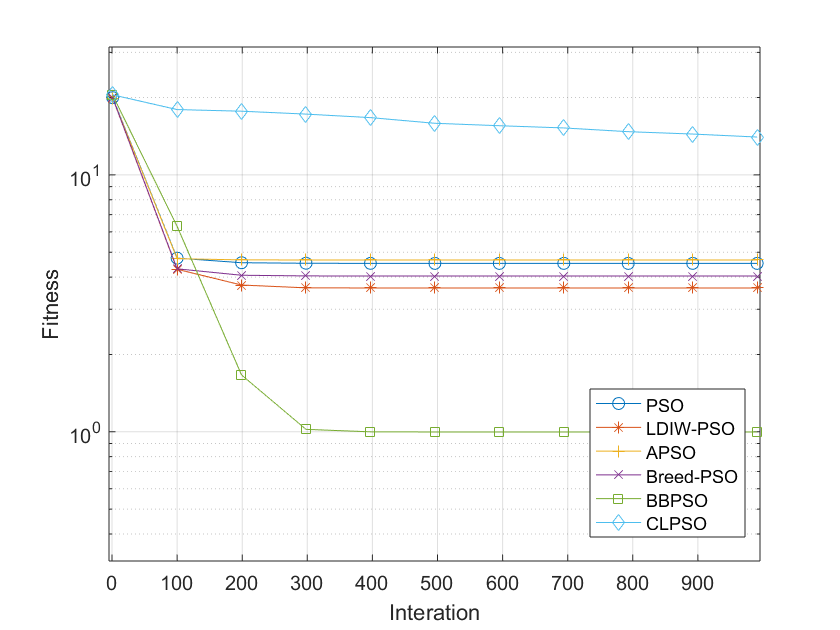 10^1
10^0
Fitness
0 100 200 300 400 500 600 700 800 900
Interation
PSO
LDIW-PSO
APSO
Breed-PSO
BBPSO
CLPSO